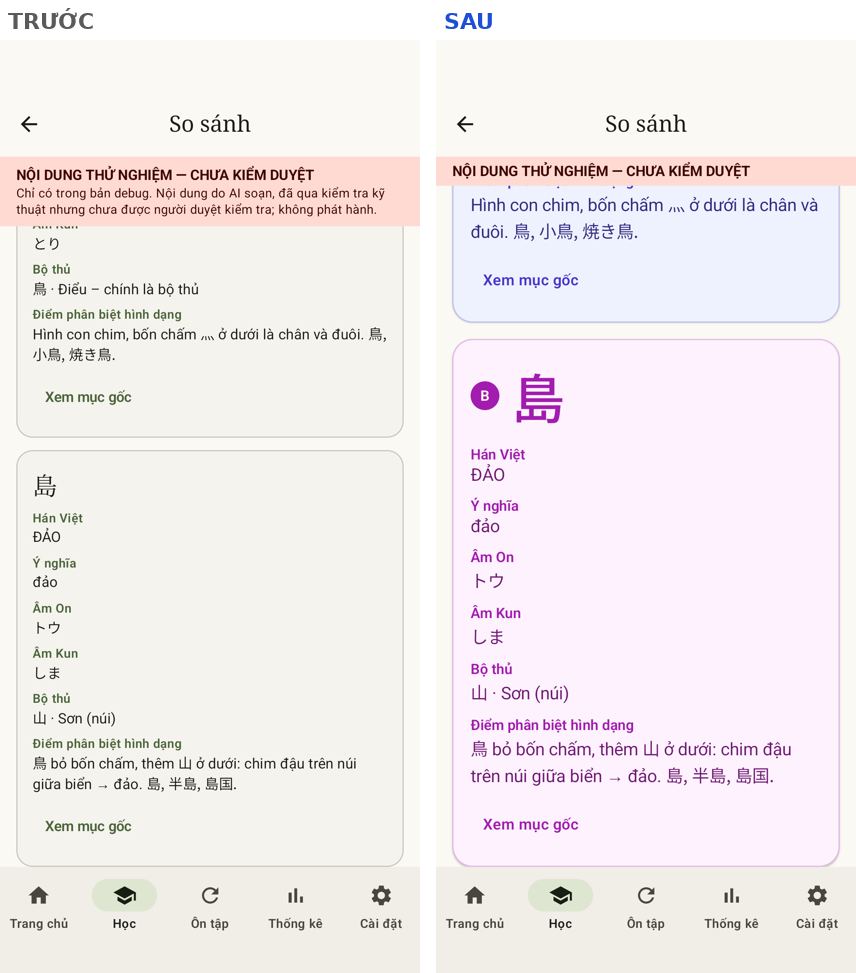 TRƯỚC
So sánh
NỘI DUNG THỬ NGHIỆM — CHƯA KIỂM DUYỆT
Chỉ có trong bản debug. Nội dung do AI soạn, đã qua kiểm tra kỹ
thuật nhưng chưa được người duyệt kiểm tra; không phát hành.
Âm Kun
とり
Bộ thủ
鳥 · Điểu – chính là bộ thủ
Điểm phân biệt hình dạng
Hình con chim, bốn chấm 灬 ở dưới là chân và đuôi. 鳥,
小鳥, 焼き鳥.
Xem mục gốc
島
Hán Việt
ĐẢO
Ý nghĩa
đảo
Âm On
トウ
Âm Kun
しま
Bộ thủ
山 · Sơn (núi)
Điểm phân biệt hình dạng
鳥 bỏ bốn chấm, thêm 山 ở dưới: chim đậu trên núi
giữa biển → đảo. 島, 半島, 島国.
Xem mục gốc
Trang chủ
Học
Ôn tập
Thống kê
Cài đặt
SAU
So sánh
NỘI DUNG THỬ NGHIỆM — CHƯA KIỂM DUYỆT
Hình con chim, bốn chấm 灬 ở dưới là chân và
đuôi. 鳥, 小鳥, 焼き鳥.
Xem mục gốc
B 島
Hán Việt
ĐẢO
Ý nghĩa
đảo
Âm On
トウ
Âm Kun
しま
Bộ thủ
山 · Sơn (núi)
Điểm phân biệt hình dạng
鳥 bỏ bốn chấm, thêm 山 ở dưới: chim đậu
trên núi giữa biển → đảo. 島, 半島, 島国.
Xem mục gốc
Trang chủ
Học
Ôn tập
Thống kê
Cài đặt